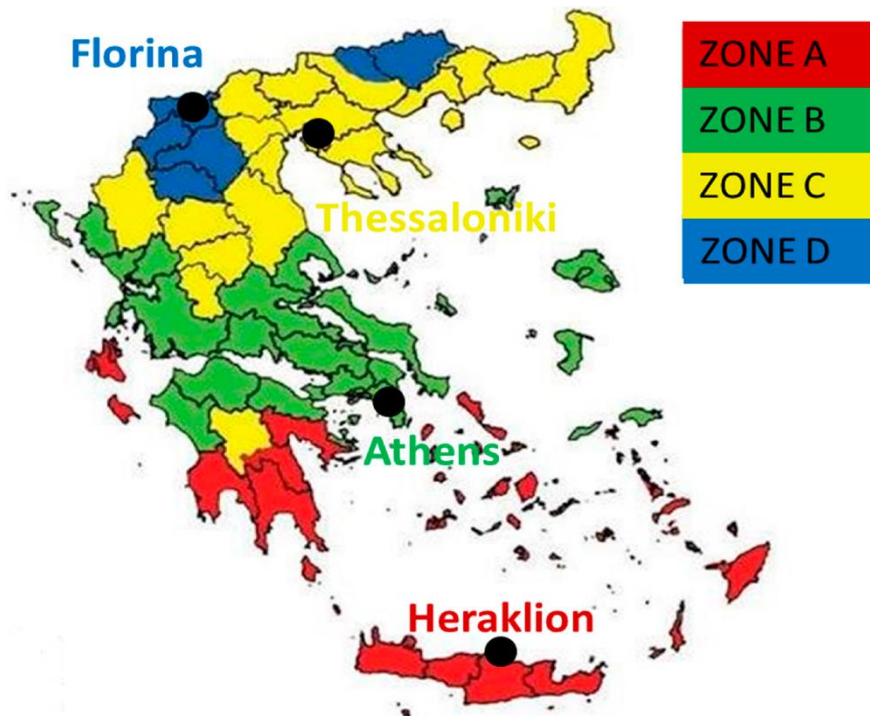 Florina
ZONE A
ZONE B
ZONE C
ZONE D
Thessaloniki
Athens
Heraklion